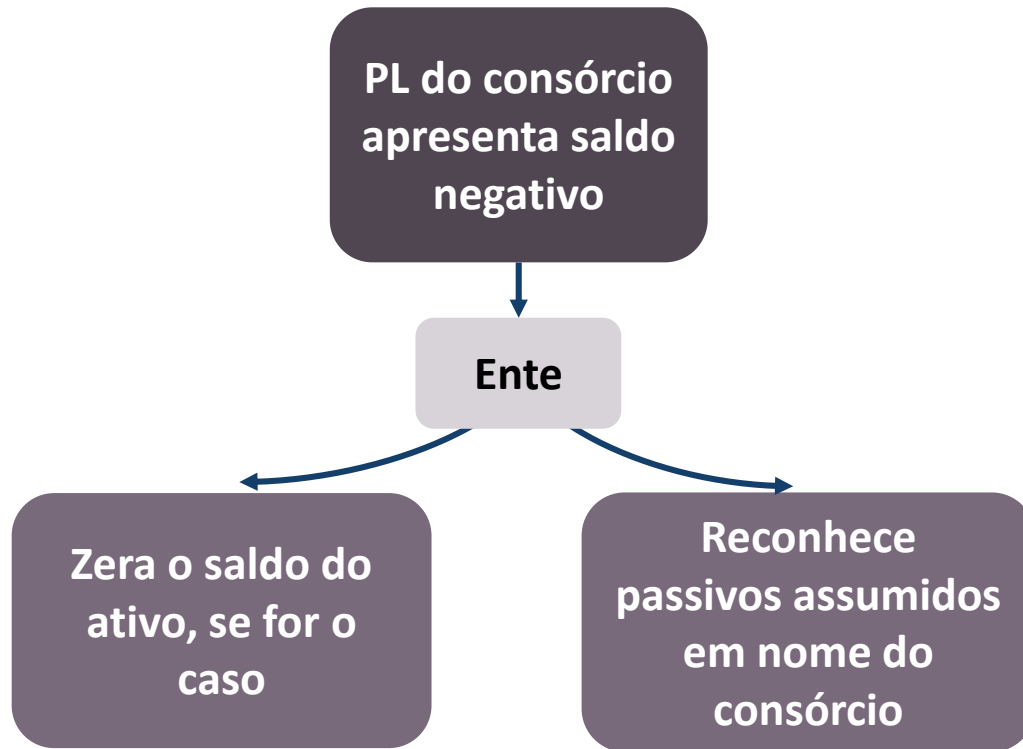 PL do consórcio
apresenta saldo
negativo
Ente
Zera o saldo do
ativo, se for o
caso
Reconhece
passivos assumidos
em nome do
consórcio